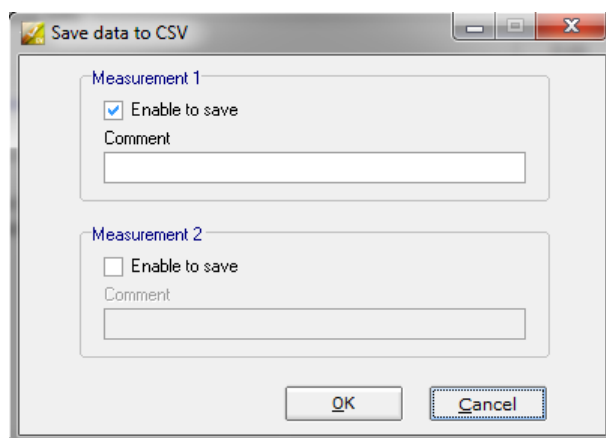 Save data to CSV
Measurement 1
Enable to save
Comment
Measurement 2
Enable to save
Comment
OK
Cancel